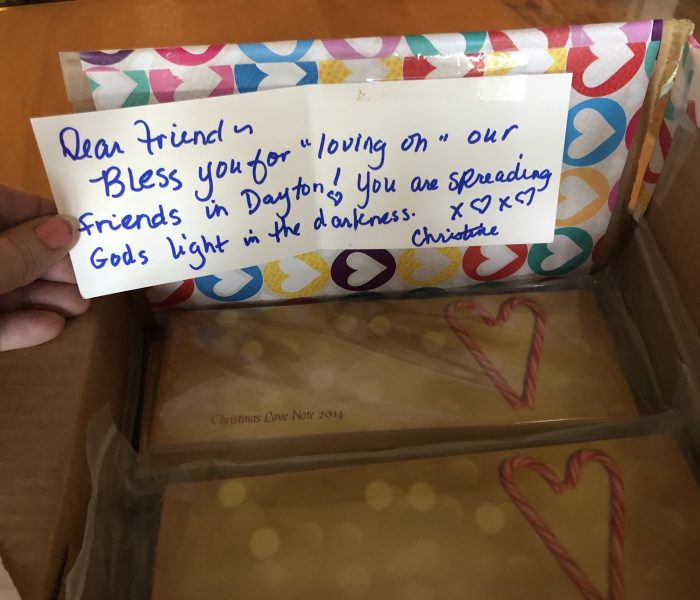 Dear Friend ~
Bless you for "loving on" our
friends in Dayton! You are spreading
Gods light in the darkness. x ♡ x ♡
Christine
Christmas Love Note 2014